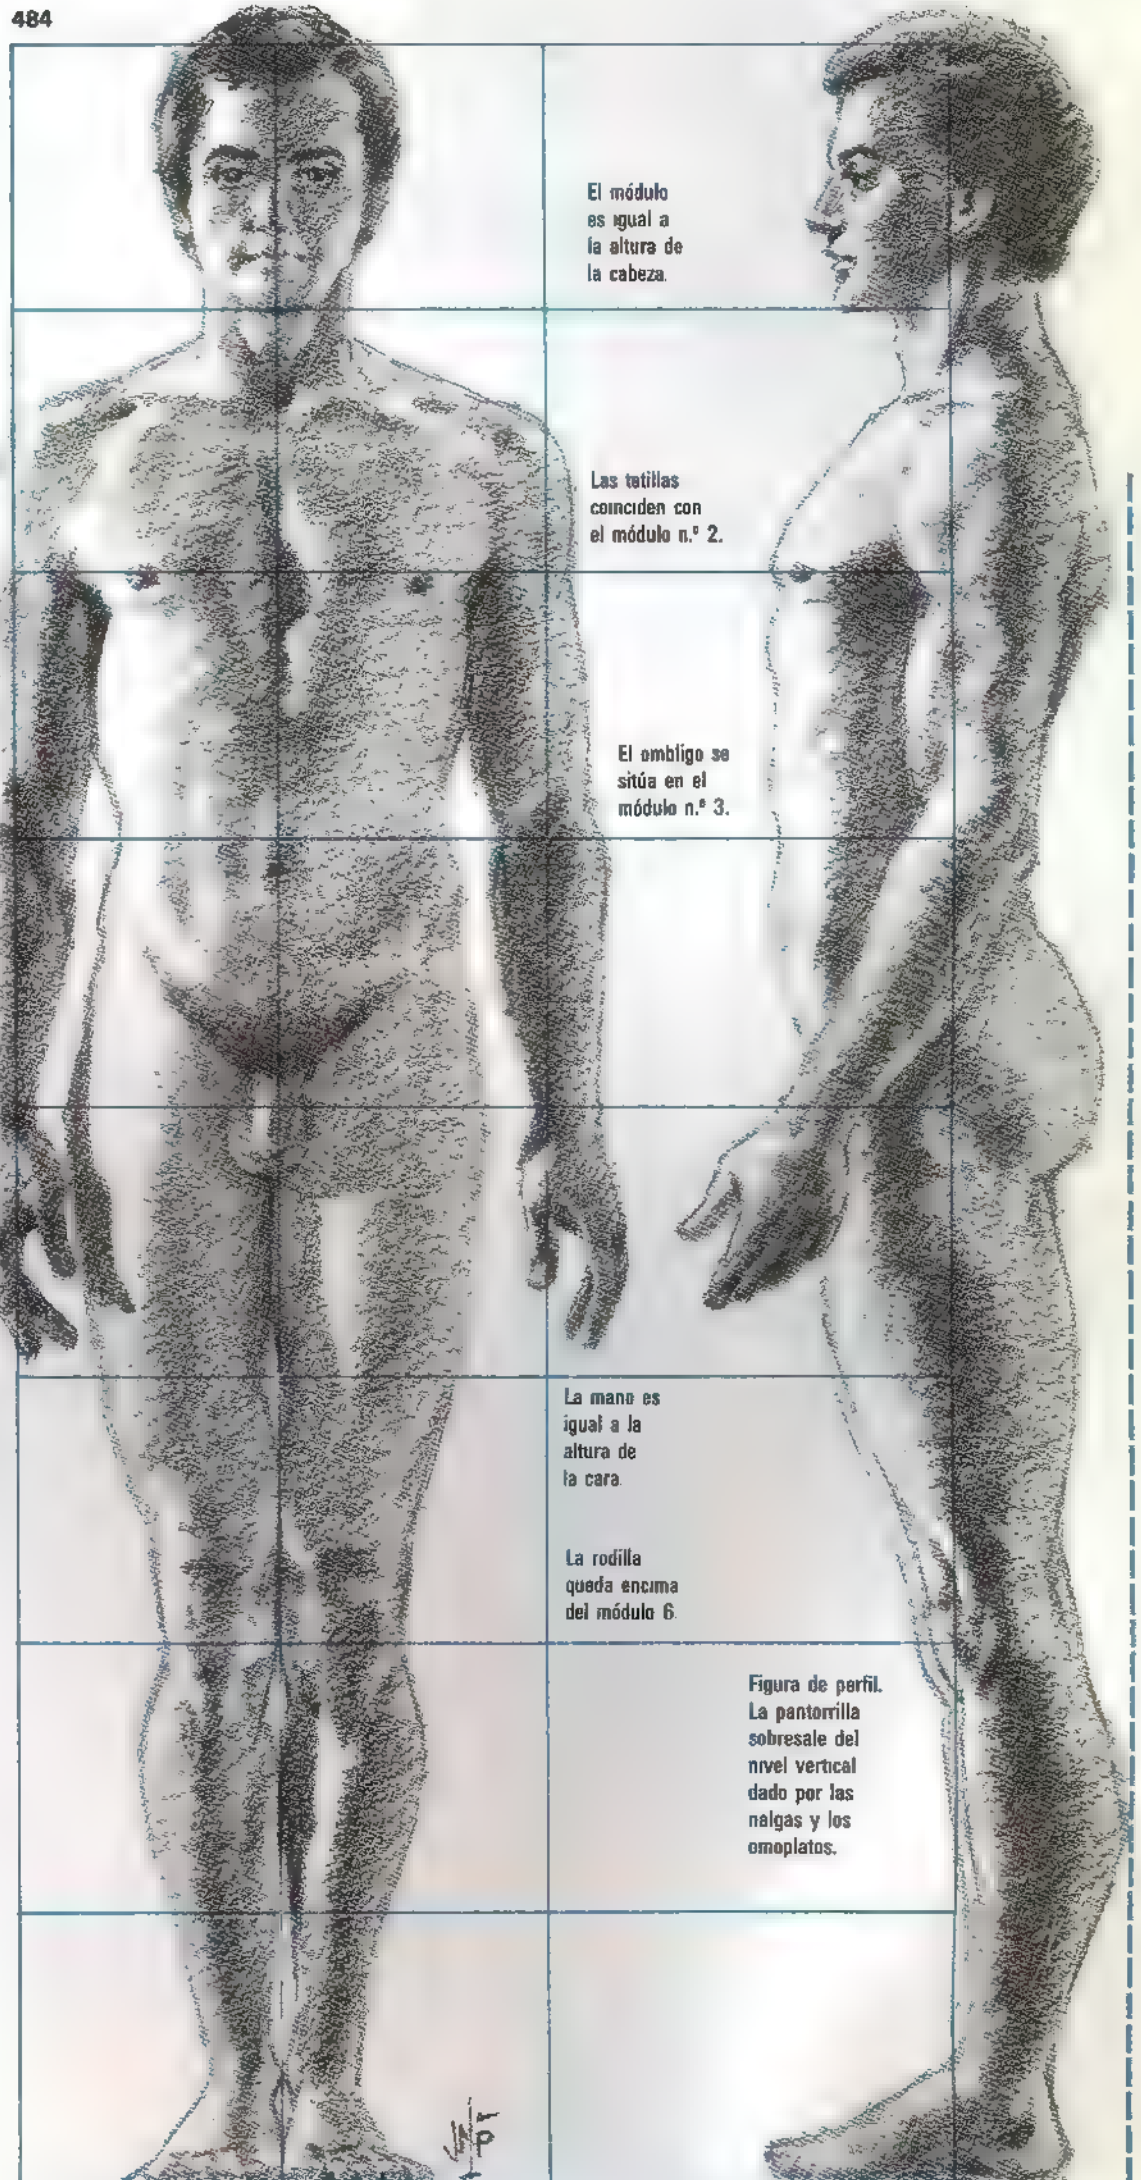 484
El módulo
es igual a
la altura de
la cabeza.
Las tetillas
coinciden con
el módulo n.º 2.
El ombligo se
sitúa en el
módulo n.º 3.
La mano es
igual a la
altura de
la cara.
La rodilla
queda encima
del módulo 6.
Figura de perfil.
La pantorrilla
sobresale del
nivel vertical
dado por las
nalgas y los
omoplatos.